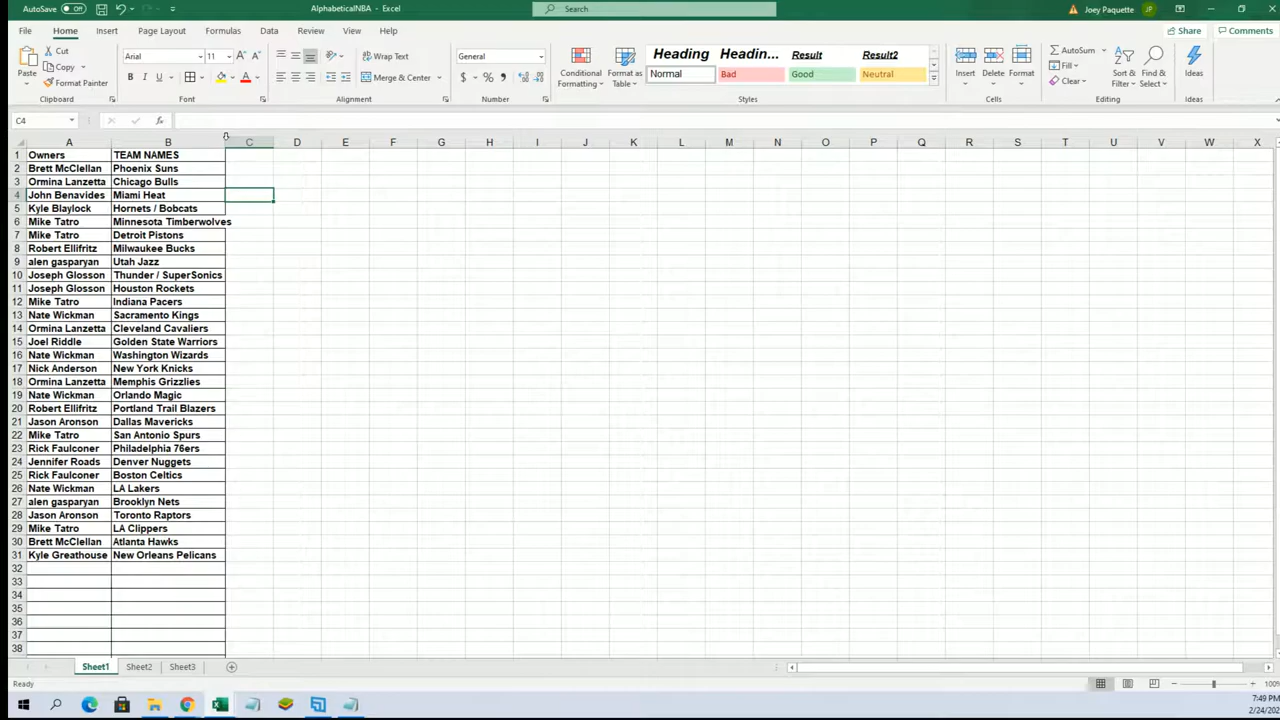 AutoSave Off AlphabeticalNBA - Excel Search Joey Paquette JP
File Home Insert Page Layout Formulas Data Review View Help Share Comments
Paste Cut Copy Format Painter Clipboard
Arial 11 A A B I U A Font
Wrap Text Merge & Center Alignment
General $ % , Number
Conditional Formatting Format as Table
Heading Headin... Result Result2
Normal Bad Good Neutral
Styles
Insert Delete Format Cells
AutoSum Fill Clear Sort & Filter Find & Select Editing
Ideas Ideas
C4 fx
A B C D E F G H I J K L M N O P Q R S T U V W X
1 Owners TEAM NAMES
2 Brett McClellan Phoenix Suns
3 Ormina Lanzetta Chicago Bulls
4 John Benavides Miami Heat
5 Kyle Blaylock Hornets / Bobcats
6 Mike Tatro Minnesota Timberwolves
7 Mike Tatro Detroit Pistons
8 Robert Ellifritz Milwaukee Bucks
9 alen gasparyan Utah Jazz
10 Joseph Glosson Thunder / SuperSonics
11 Joseph Glosson Houston Rockets
12 Mike Tatro Indiana Pacers
13 Nate Wickman Sacramento Kings
14 Ormina Lanzetta Cleveland Cavaliers
15 Joel Riddle Golden State Warriors
16 Nate Wickman Washington Wizards
17 Nick Anderson New York Knicks
18 Ormina Lanzetta Memphis Grizzlies
19 Nate Wickman Orlando Magic
20 Robert Ellifritz Portland Trail Blazers
21 Jason Aronson Dallas Mavericks
22 Mike Tatro San Antonio Spurs
23 Rick Faulconer Philadelphia 76ers
24 Jennifer Roads Denver Nuggets
25 Rick Faulconer Boston Celtics
26 Nate Wickman LA Lakers
27 alen gasparyan Brooklyn Nets
28 Jason Aronson Toronto Raptors
29 Mike Tatro LA Clippers
30 Brett McClellan Atlanta Hawks
31 Kyle Greathouse New Orleans Pelicans
32
33
34
35
36
37
38
Sheet1 Sheet2 Sheet3
Ready 100%
7:49 PM
2/24/202